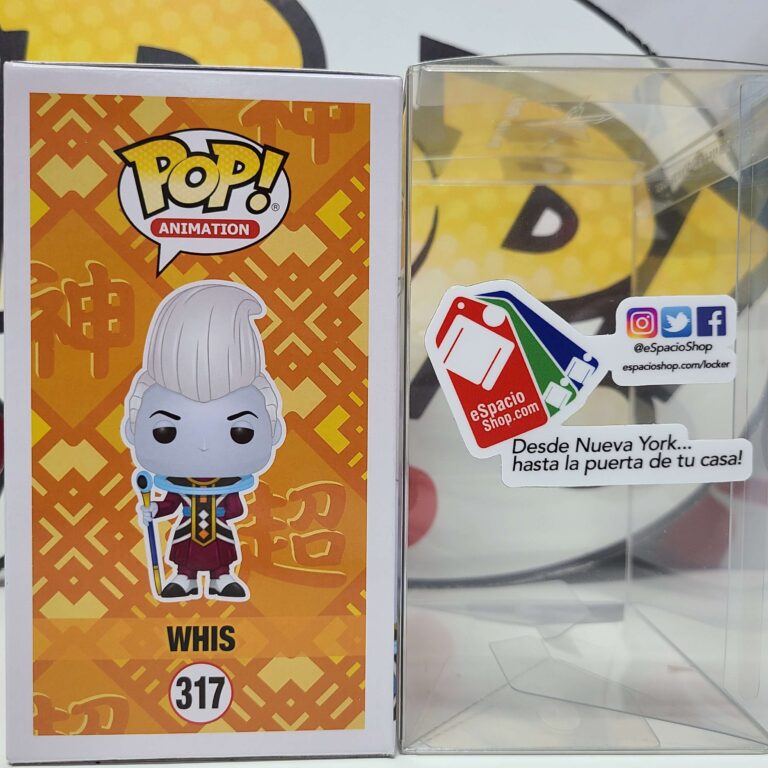 POP!
®
ANIMATION
神
神
超
WHIS
317
eSpacio
Shop.com
@eSpacioShop
espacioshop.com/locker
Desde Nueva York...
hasta la puerta de tu casa!